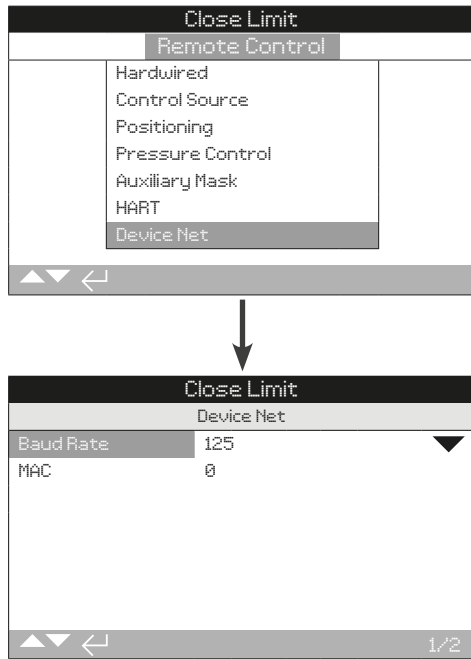 Close Limit
Remote Control
Hardwired
Control Source
Positioning
Pressure Control
Auxiliary Mask
HART
Device Net
Close Limit
Device Net
Baud Rate 125
MAC 0
1/2